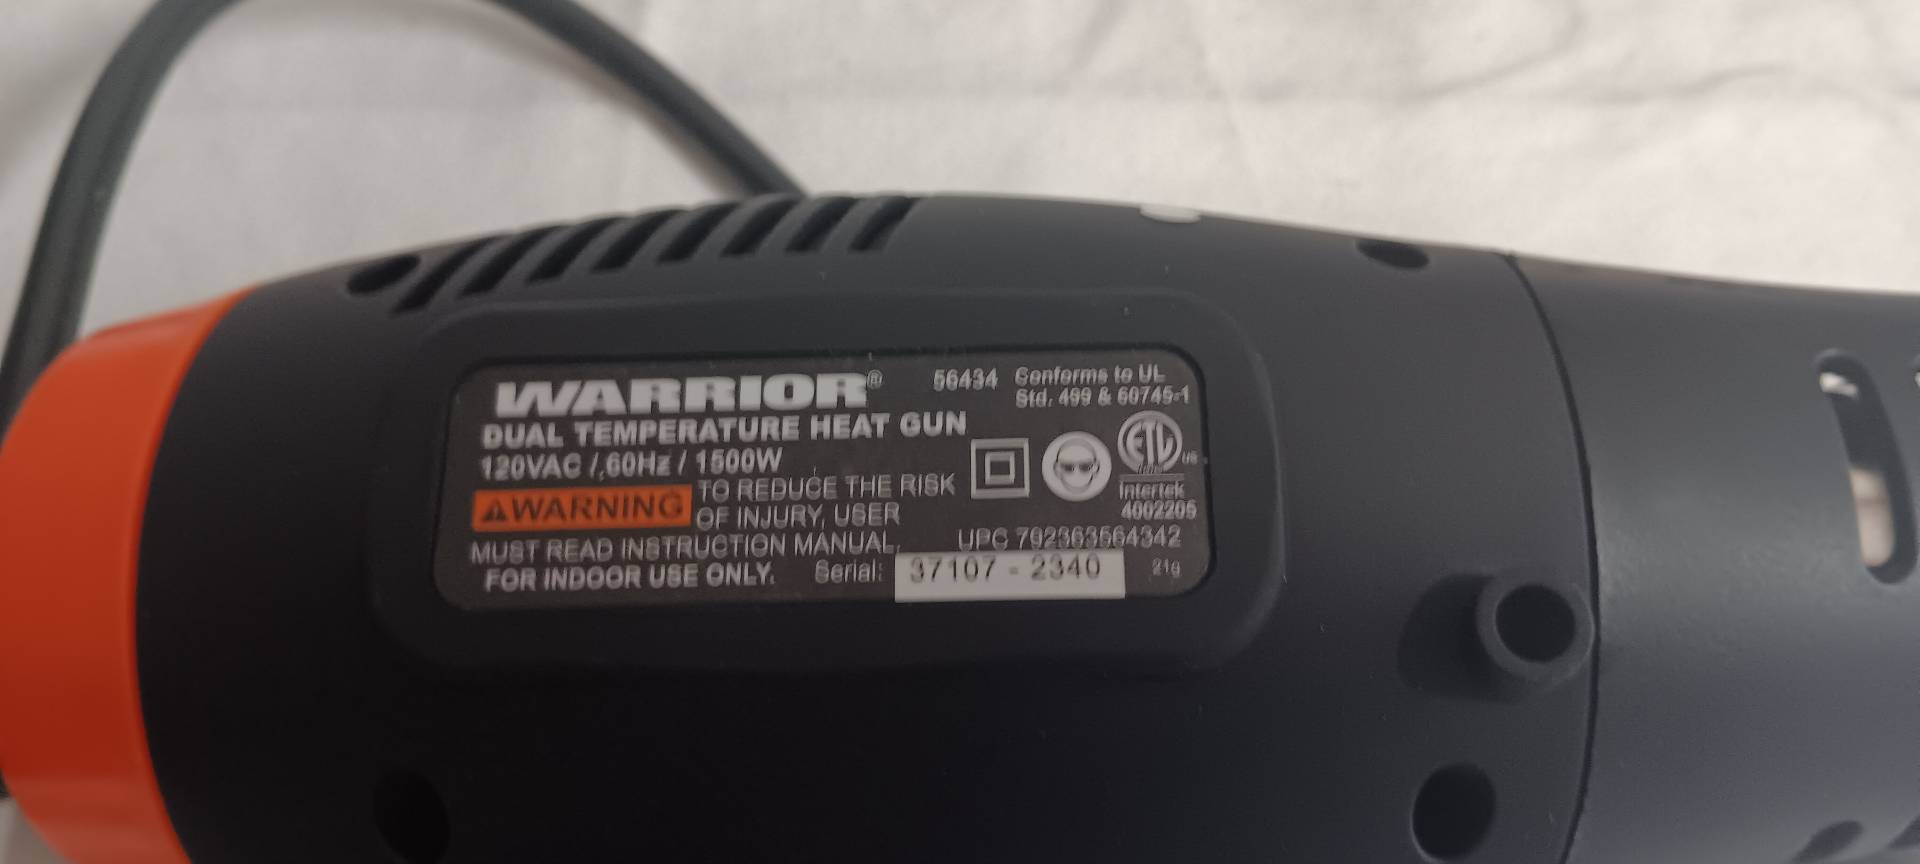 WARRIOR® 56434 Conforms to UL
Std. 499 & 60745-1
DUAL TEMPERATURE HEAT GUN
120VAC / 60Hz / 1500W
⚠WARNING TO REDUCE THE RISK
OF INJURY, USER
MUST READ INSTRUCTION MANUAL.
FOR INDOOR USE ONLY.
ETL
US
Intertek
4002205
UPC 792363564342
Serial: 37107 - 2340
21g